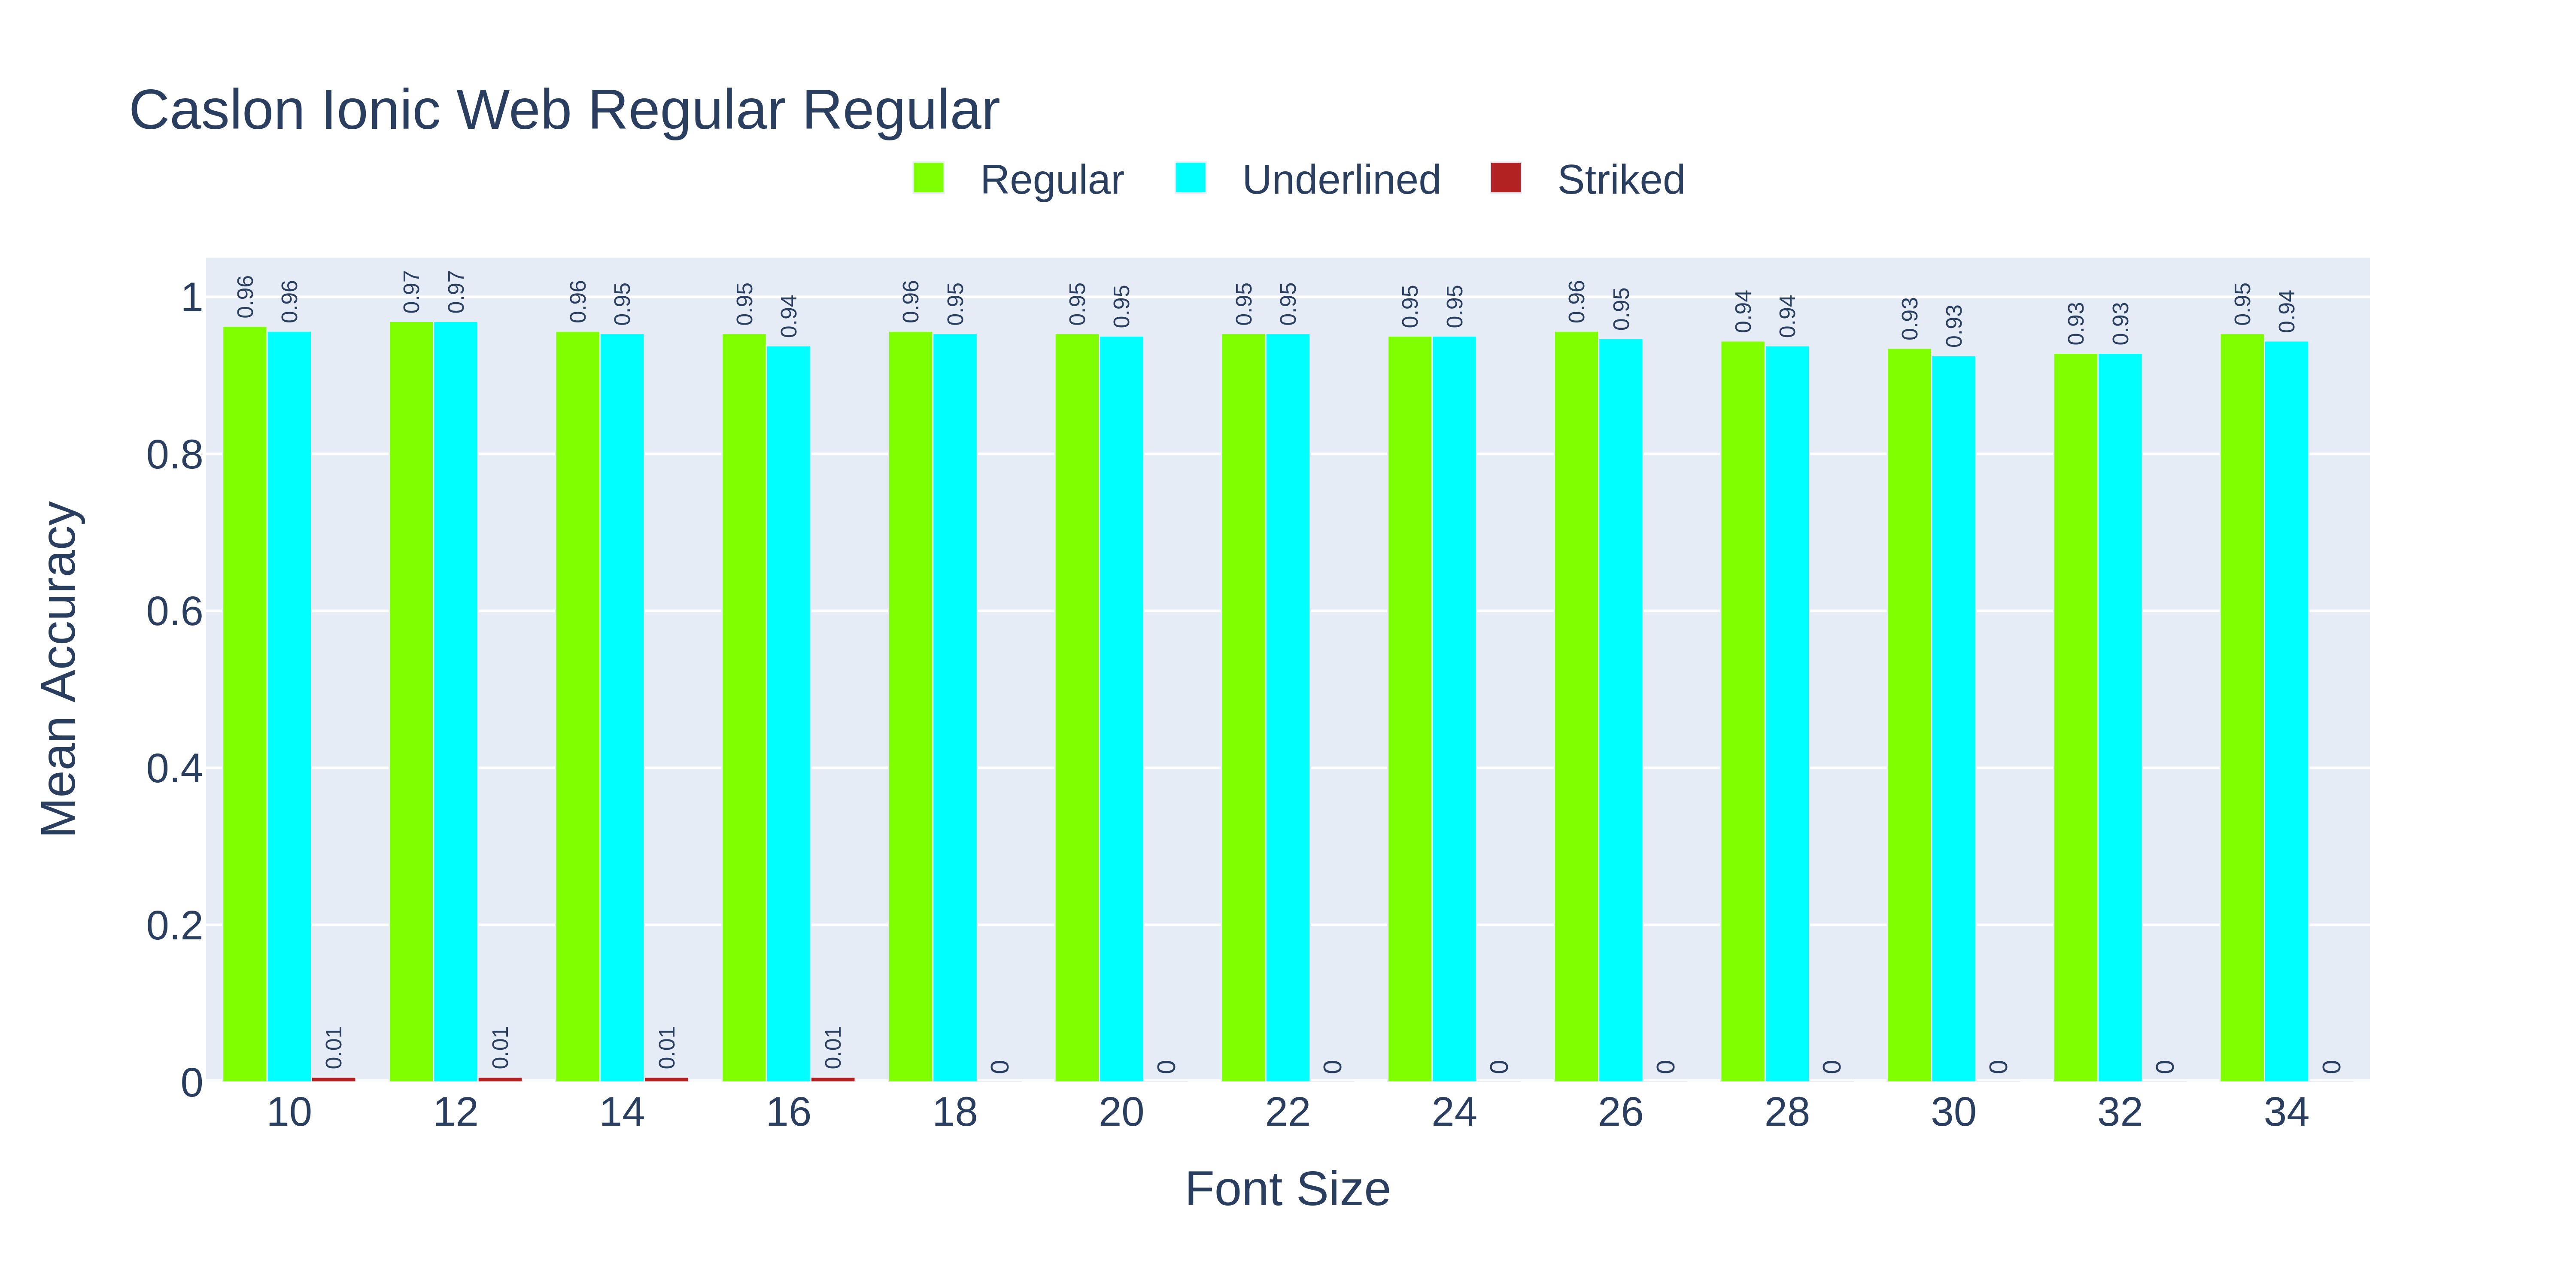 Caslon Ionic Web Regular Regular
Regular Underlined Striked
Mean Accuracy
1
0.8
0.6
0.4
0.2
0
0.96 0.96 0.01
0.97 0.97 0.01
0.96 0.95 0.01
0.95 0.94 0.01
0.96 0.95 0
0.95 0.95 0
0.95 0.95 0
0.95 0.95 0
0.96 0.95 0
0.94 0.94 0
0.93 0.93 0
0.93 0.93 0
0.95 0.94 0
10 12 14 16 18 20 22 24 26 28 30 32 34
Font Size